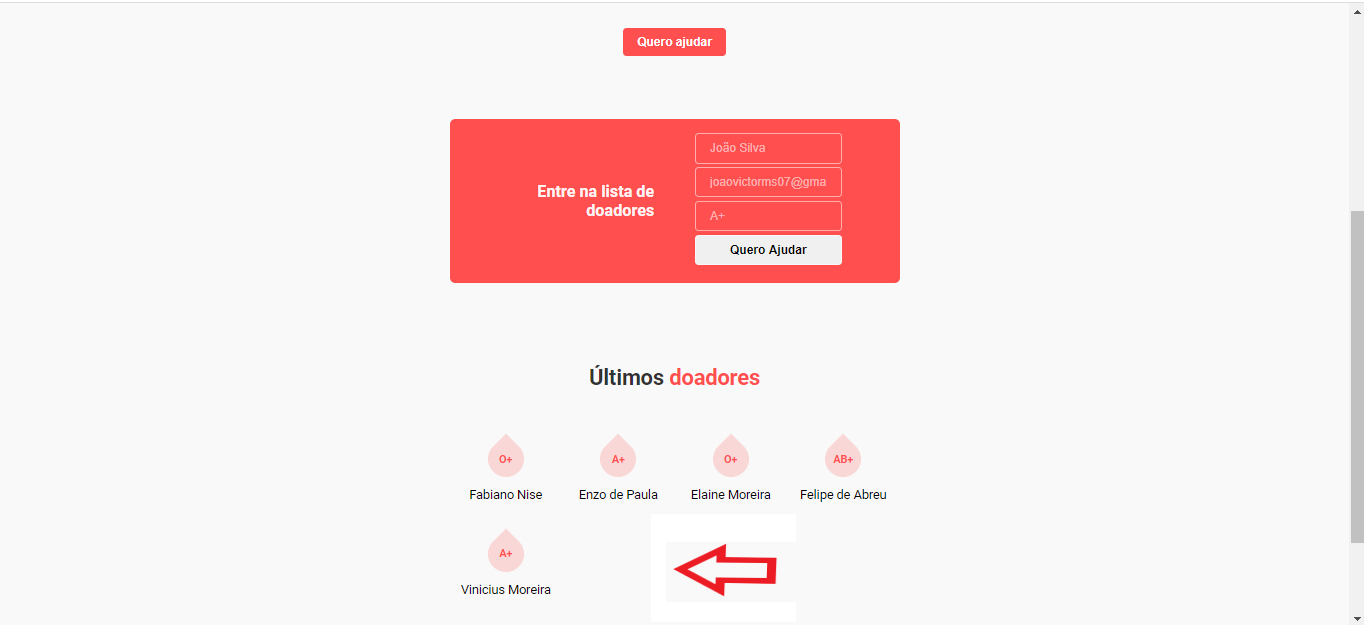 Quero ajudar
Entre na lista de
doadores
João Silva
joaovictorms07@gma
A+
Quero Ajudar
Últimos doadores
O+
A+
O+
AB+
Fabiano Nise
Enzo de Paula
Elaine Moreira
Felipe de Abreu
A+
Vinicius Moreira